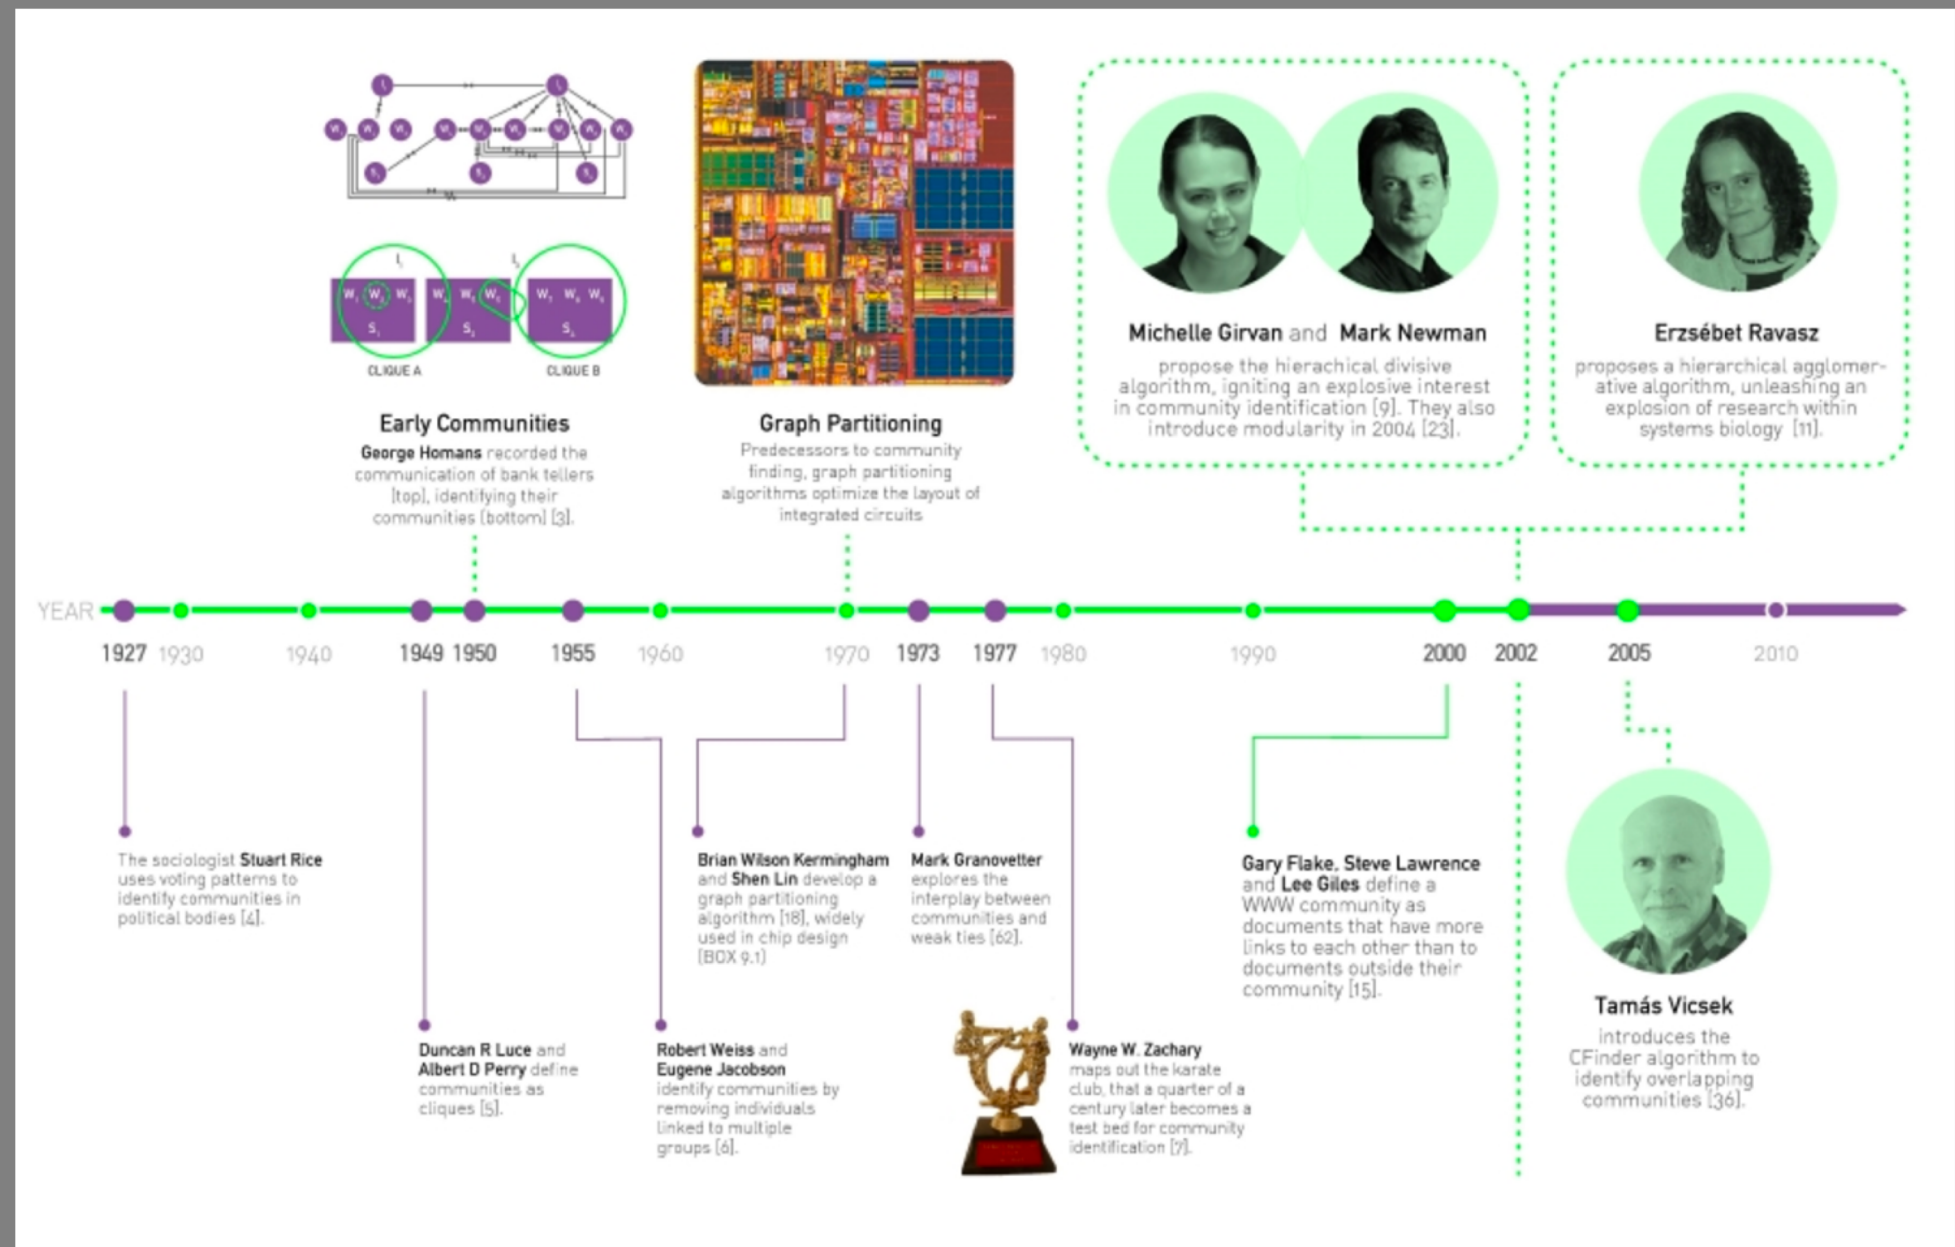 CLIQUE A
CLIQUE B
Early Communities
George Homans recorded the
communication of bank tellers
[top], identifying their
communities (bottom) [3].
Graph Partitioning
Predecessors to community
finding, graph partitioning
algorithms optimize the layout of
integrated circuits
Michelle Girvan and Mark Newman
propose the hierachical divisive
algorithm, igniting an explosive interest
in community identification [9]. They also
introduce modularity in 2004 [23].
Erzsébet Ravasz
proposes a hierarchical agglomer-
ative algorithm, unleashing an
explosion of research within
systems biology [11].
YEAR
1927 1930 1940 1949 1950 1955 1960 1970 1973 1977 1980 1990 2000 2002 2005 2010
The sociologist Stuart Rice
uses voting patterns to
identify communities in
political bodies [4].
Duncan R Luce and
Albert D Perry define
communities as
cliques [5].
Robert Weiss and
Eugene Jacobson
identify communities by
removing individuals
linked to multiple
groups [6].
Brian Wilson Kermingham
and Shen Lin develop a
graph partitioning
algorithm [18], widely
used in chip design
(BOX 9.1)
Mark Granovetter
explores the
interplay between
communities and
weak ties [62].
Wayne W. Zachary
maps out the karate
club, that a quarter of a
century later becomes a
test bed for community
identification [7].
Gary Flake, Steve Lawrence
and Lee Giles define a
WWW community as
documents that have more
links to each other than to
documents outside their
community [15].
Tamás Vicsek
introduces the
CFinder algorithm to
identify overlapping
communities [36].